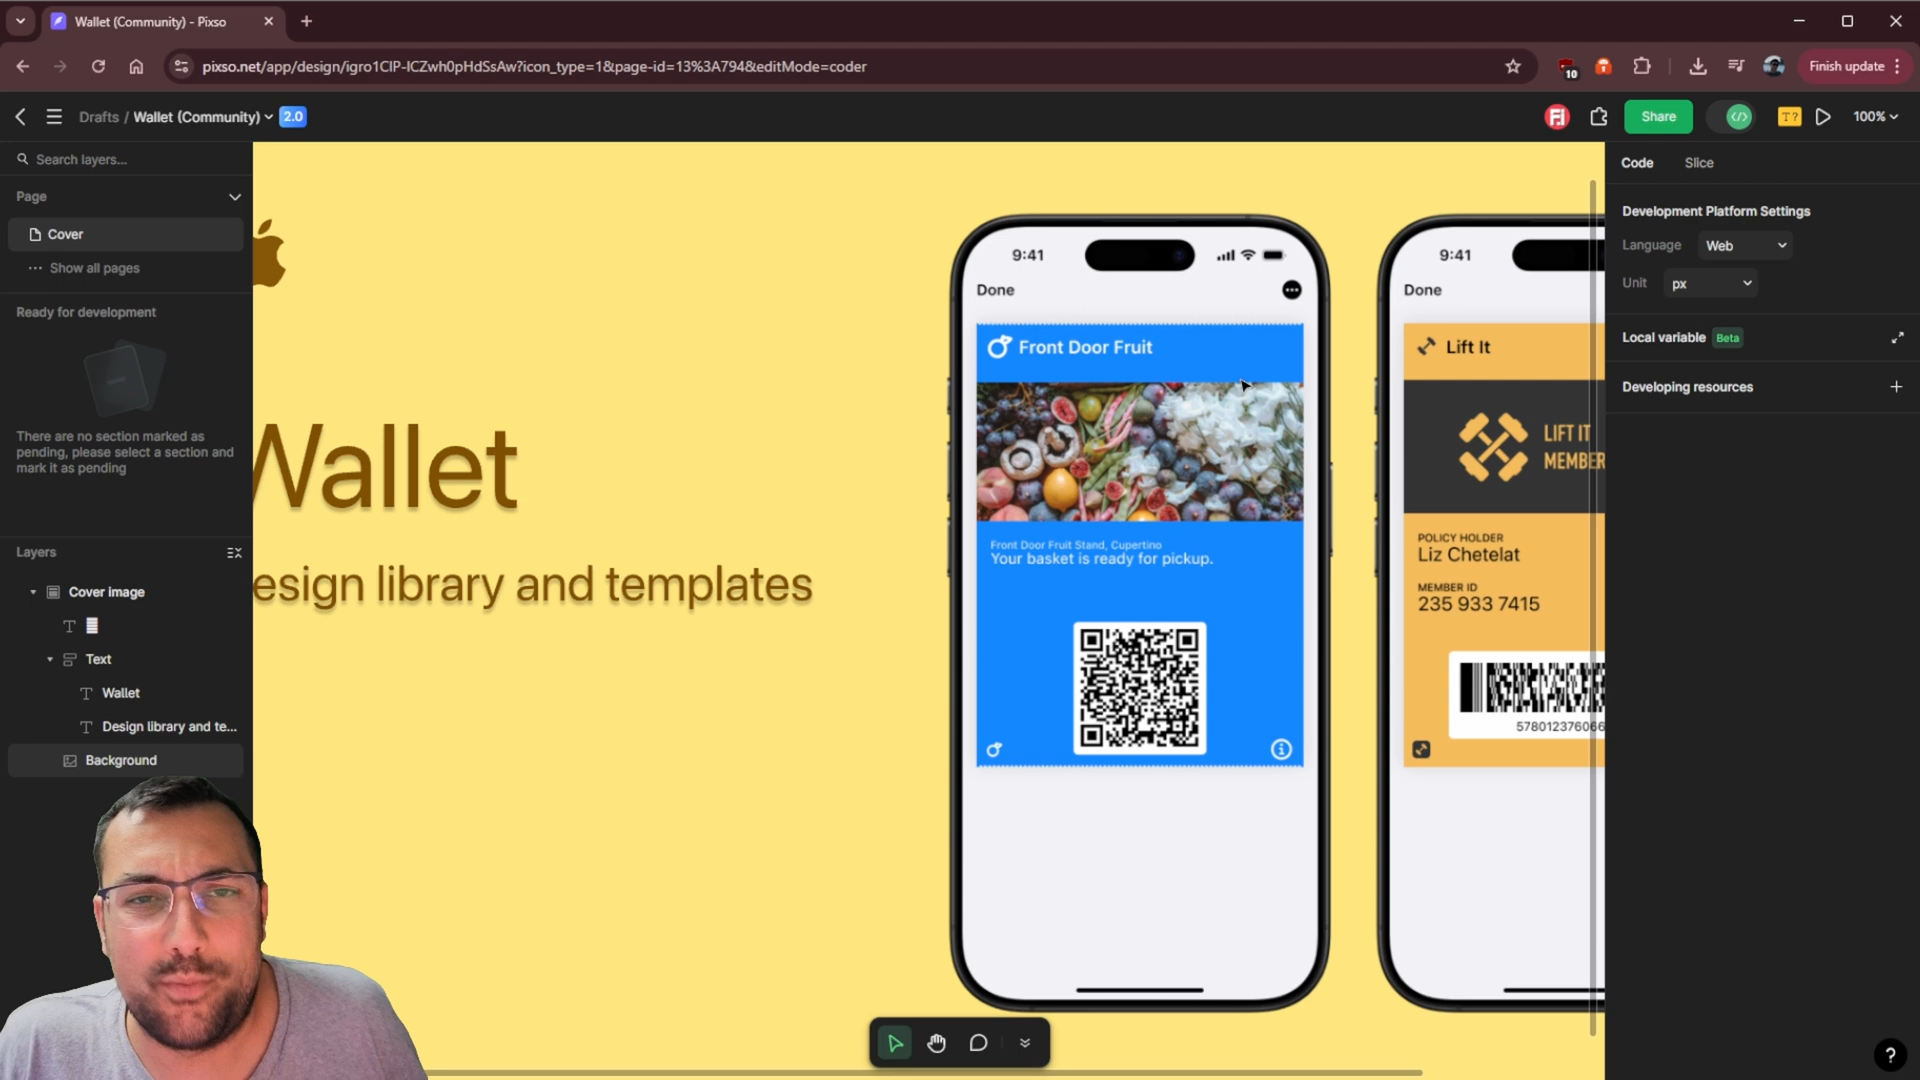 Wallet (Community) - Pixso
pixso.net/app/design/igro1CIP-ICZwh0pHdSsAw?icon_type=1&page-id=13%3A794&editMode=coder
10
Finish update
Drafts / Wallet (Community) 2.0
Share
T?
100%
Search layers...
Page
Cover
Show all pages
Ready for development
There are no section marked as
pending, please select a section and
mark it as pending
Layers
Cover image
Text
Wallet
Design library and te...
Background
Wallet
esign library and templates
9:41
Done
Front Door Fruit
Front Door Fruit Stand, Cupertino
Your basket is ready for pickup.
9:41
Done
Lift It
LIFT IT
MEMBER
POLICY HOLDER
Liz Chetelat
MEMBER ID
235 933 7415
57801237606
Code
Slice
Development Platform Settings
Language
Web
Unit
px
Local variable
Beta
Developing resources
?